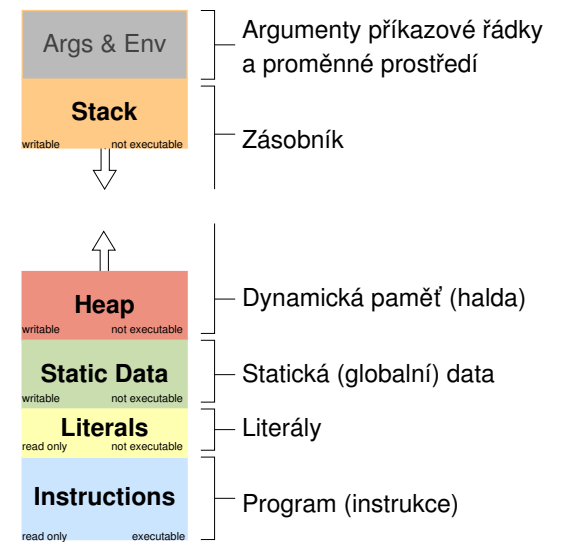 Args & Env
Argumenty příkazové řádky
a proměnné prostředí
Stack
writable not executable
Zásobník
Heap
writable not executable
Dynamická paměť (halda)
Static Data
writable not executable
Statická (globalní) data
Literals
read only not executable
Literály
Instructions
read only executable
Program (instrukce)